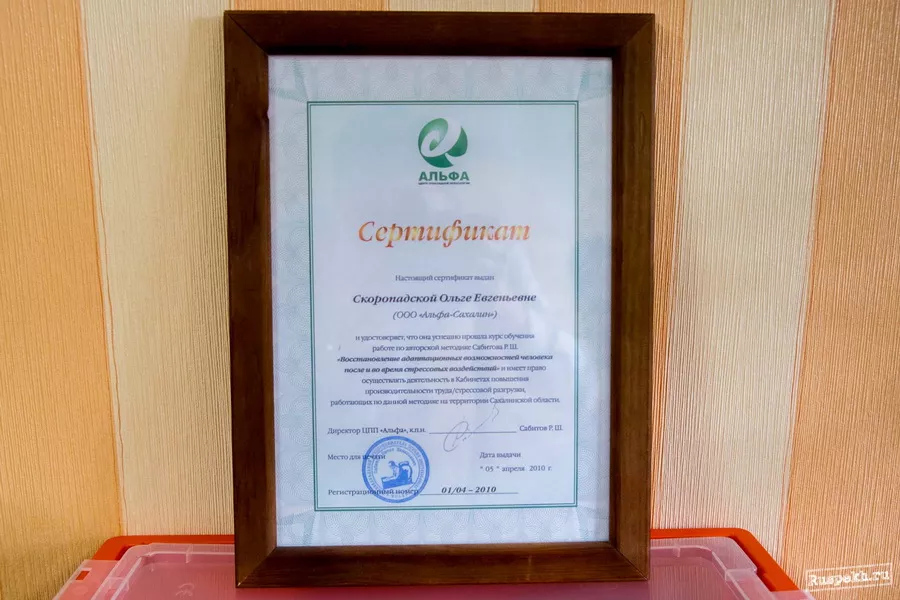 АЛЬФА
Сертификат
Настоящий сертификат выдан
Скоропадской Ольге Евгеньевне
(ООО «Альфа-Сахалин»)
и удостоверяет, что она успешно прошла курс обучения
работе по авторской методике Сабитова Р. Ш.
«Восстановление адаптационных возможностей человека
после и во время стрессовых воздействий» и имеет право
осуществлять деятельность в Кабинетах повышения
производительности труда/стрессовой разгрузки,
работающих по данной методике на территории Сахалинской области.
Директор ЦПП «Альфа», к.п.н. Сабитов Р. Ш.
Место для печати
Дата выдачи
" 05 " апреля 2010 г.
Регистрационный номер 01/04 – 2010
Ruspekh.ru